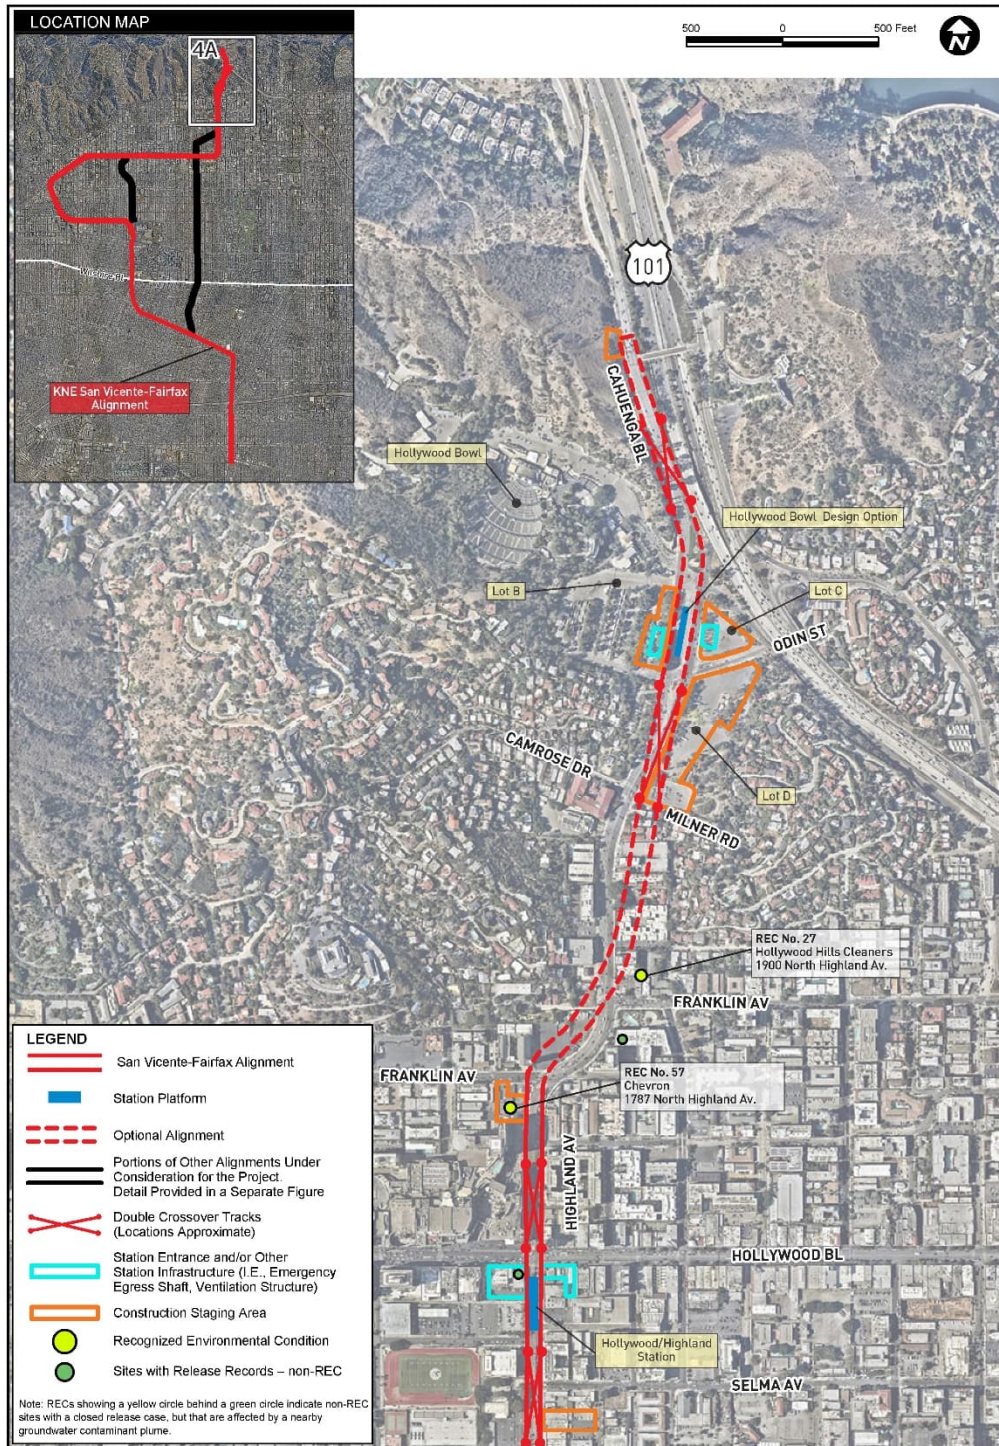 LOCATION MAP
4A
Wilshire Bl
KNE San Vicente-Fairfax
Alignment
500 0 500 Feet
N
101
CAHUENGA BL
Hollywood Bowl
Hollywood Bowl Design Option
Lot B
Lot C
ODIN ST
CAMROSE DR
Lot D
MILNER RD
REC No. 27
Hollywood Hills Cleaners
1900 North Highland Av.
FRANKLIN AV
FRANKLIN AV
REC No. 57
Chevron
1787 North Highland Av.
HIGHLAND AV
HOLLYWOOD BL
Hollywood/Highland
Station
SELMA AV
LEGEND
San Vicente-Fairfax Alignment
Station Platform
Optional Alignment
Portions of Other Alignments Under
Consideration for the Project.
Detail Provided in a Separate Figure
Double Crossover Tracks
(Locations Approximate)
Station Entrance and/or Other
Station Infrastructure (I.E., Emergency
Egress Shaft, Ventilation Structure)
Construction Staging Area
Recognized Environmental Condition
Sites with Release Records – non-REC
Note: RECs showing a yellow circle behind a green circle indicate non-REC
sites with a closed release case, but that are affected by a nearby
groundwater contaminant plume.